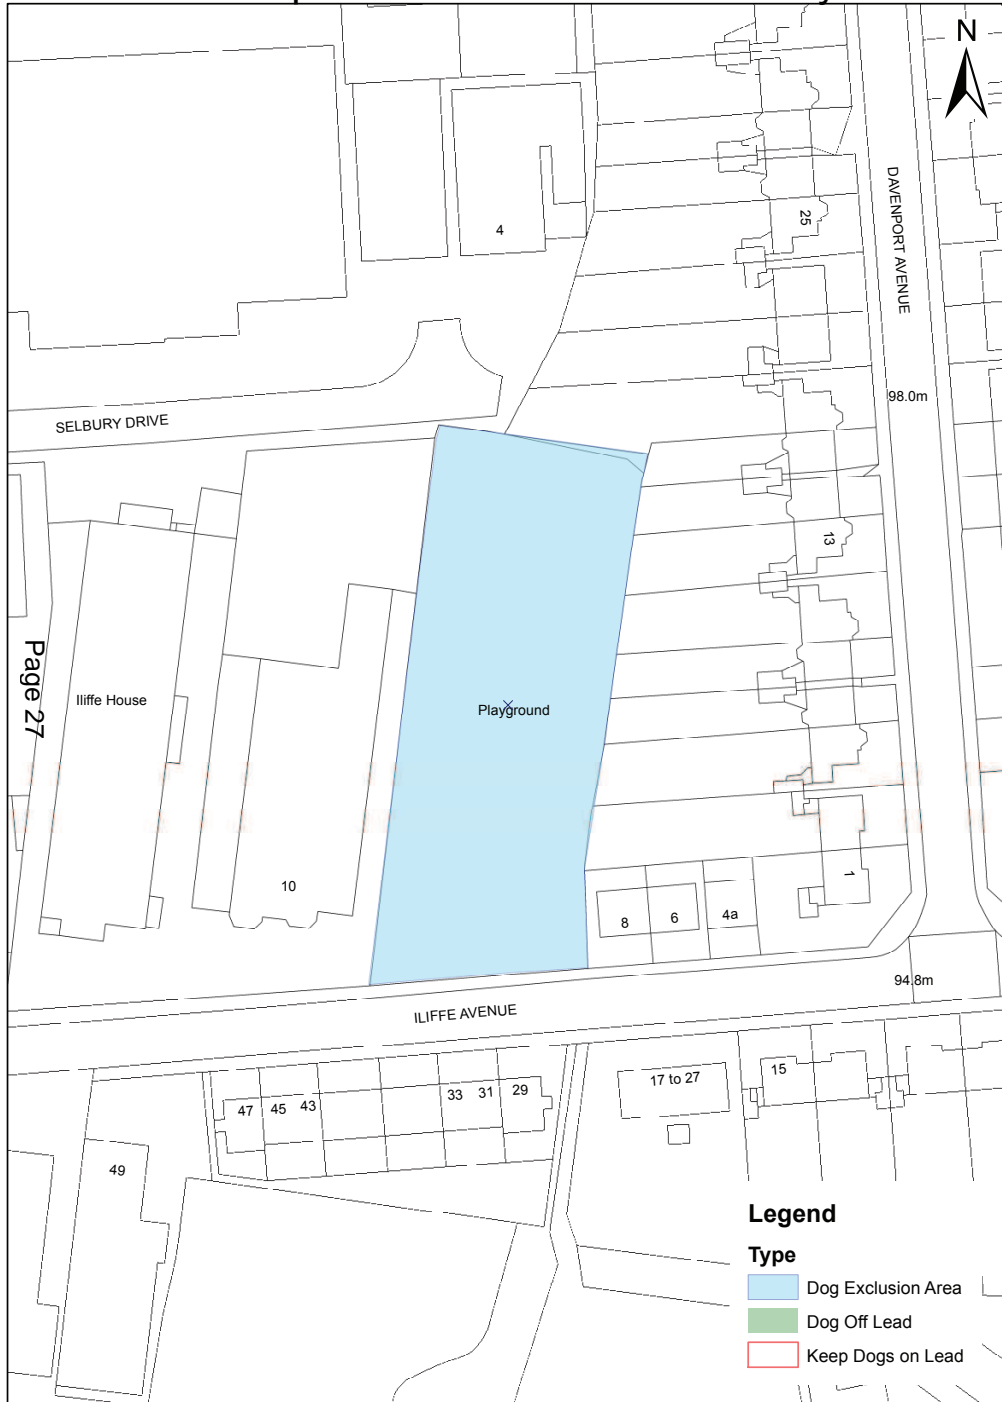 N
DAVENPORT AVENUE
25
4
98.0m
SELBURY DRIVE
13
Page 27
Iliffe House
Playground
10
1
8
6
4a
94.8m
ILIFFE AVENUE
47
45
43
33
31
29
17 to 27
15
49
Legend
Type
Dog Exclusion Area
Dog Off Lead
Keep Dogs on Lead